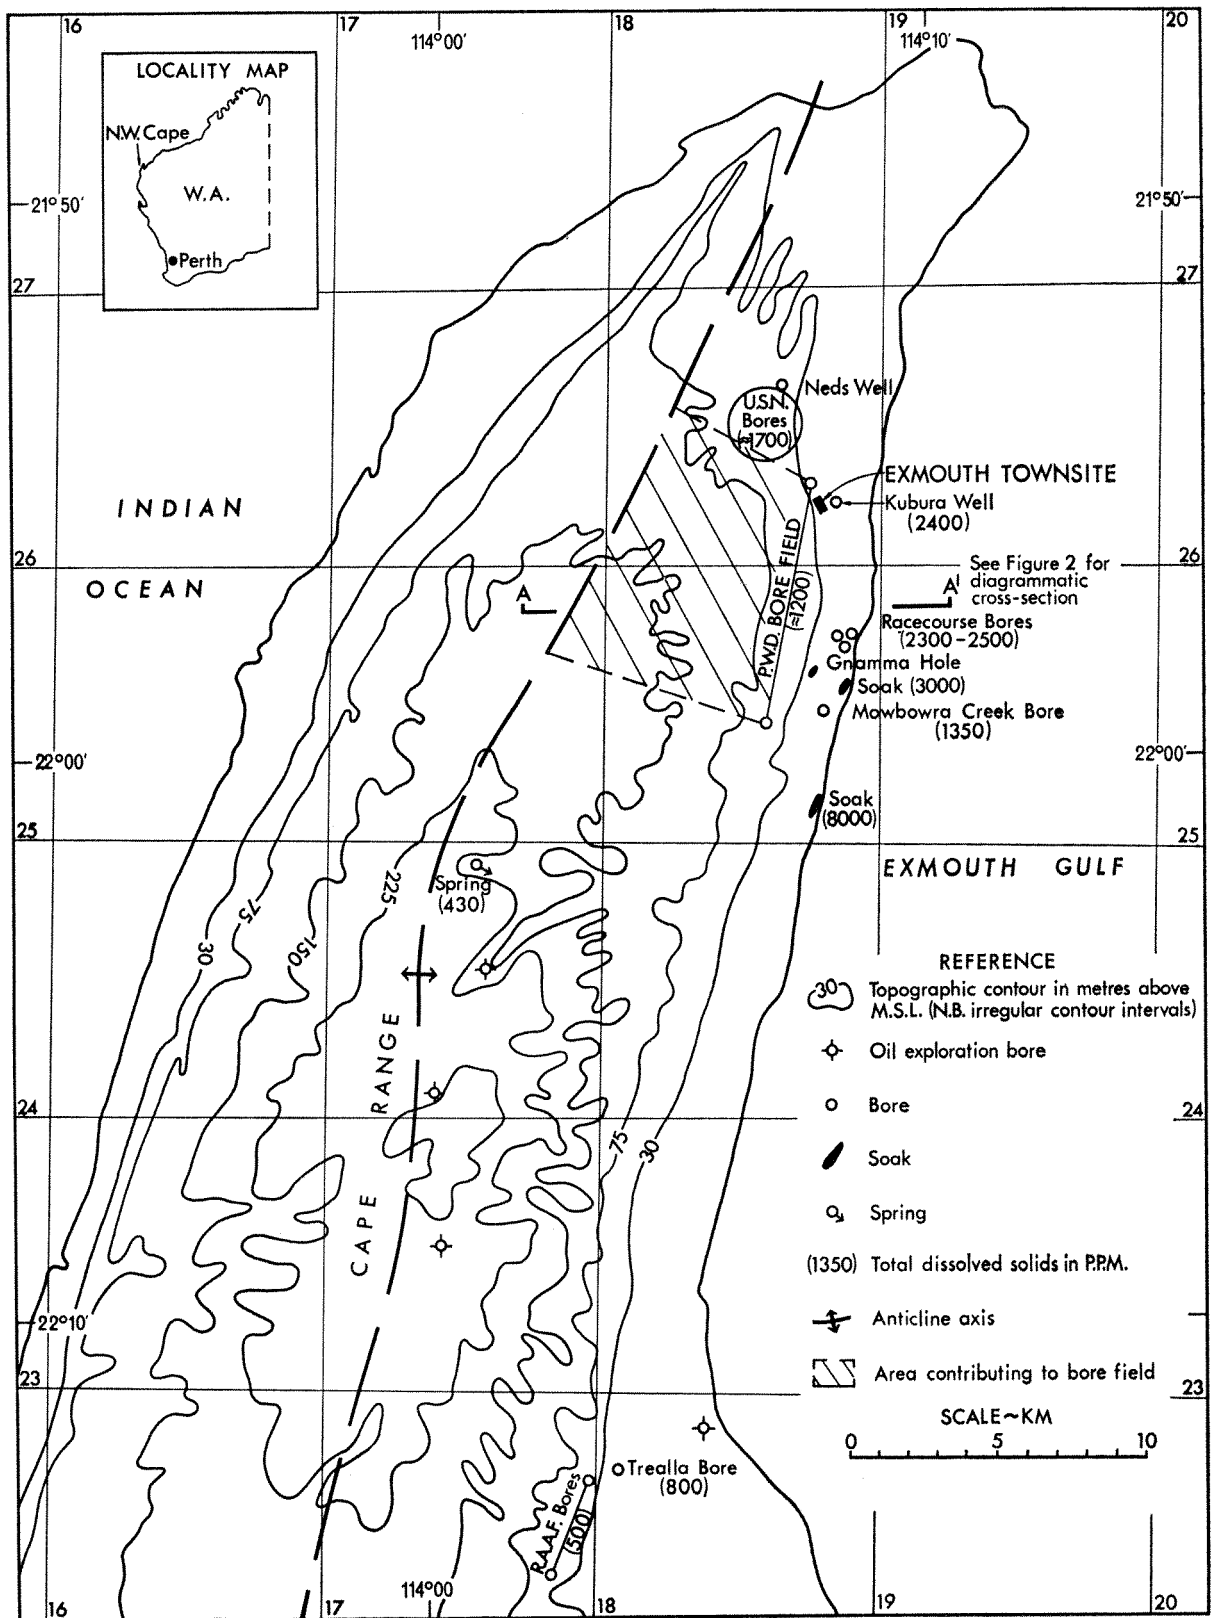 16
17
18
19
20
114°00'
114°10'
LOCALITY MAP
N.W. Cape
W.A.
Perth
21°50'
21°50'
27
27
Neds Well
U.S.N.
Bores
(≈1700)
EXMOUTH TOWNSITE
Kubura Well
(2400)
INDIAN
OCEAN
26
26
P.W.D. BORE FIELD
(≈1200)
A
A'
See Figure 2 for
diagrammatic
cross-section
Racecourse Bores
(2300-2500)
Gnamma Hole
Soak (3000)
Mowbowra Creek Bore
(1350)
22°00'
22°00'
Soak
(8000)
25
25
EXMOUTH GULF
Spring
(430)
225
75
150
30
CAPE RANGE
REFERENCE
30
Topographic contour in metres above
M.S.L. (N.B. irregular contour intervals)
Oil exploration bore
Bore
24
24
75
30
Soak
Spring
(1350) Total dissolved solids in P.P.M.
22°10'
Anticline axis
Area contributing to bore field
23
23
SCALE~KM
0 5 10
Trealla Bore
(800)
R.A.A.F. Bores
(500)
114°00
16
17
18
19
20